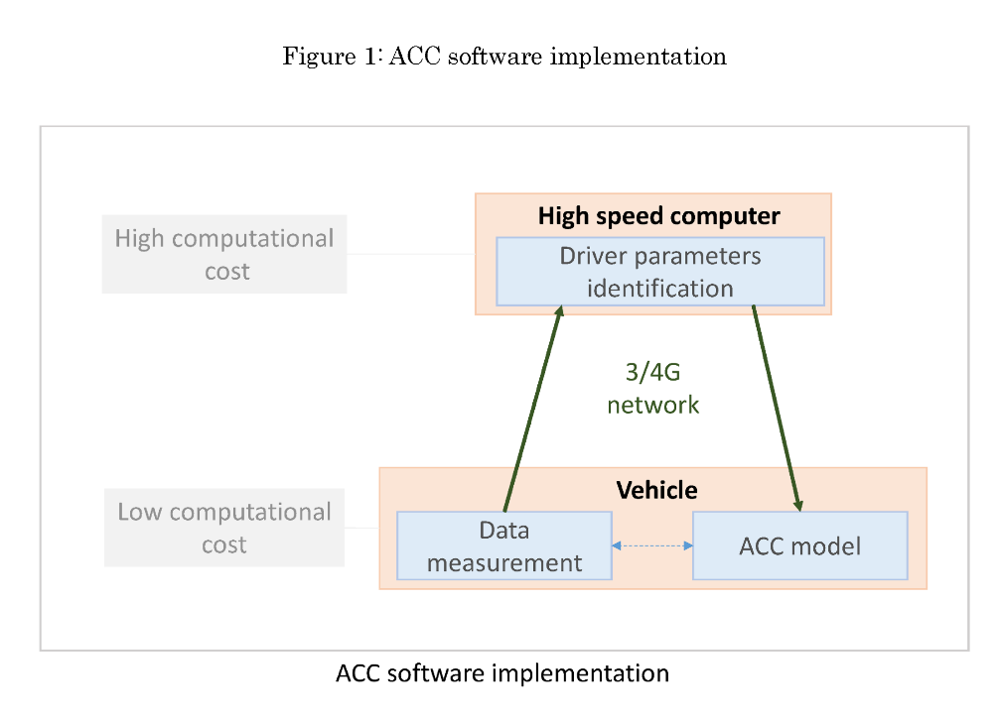 Figure 1: ACC software implementation
High speed computer
High computational
cost
Driver parameters
identification
3/4G
network
Vehicle
Low computational
cost
Data
measurement
ACC model
ACC software implementation